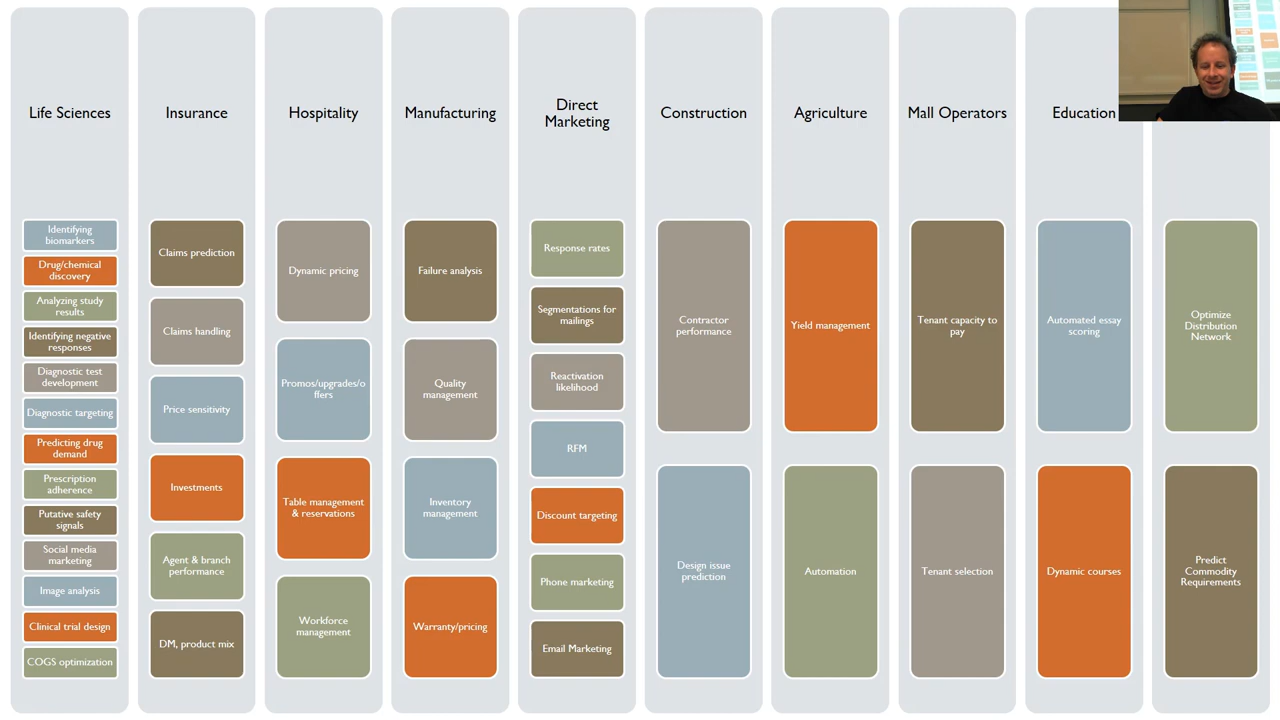 Life Sciences
Identifying
biomarkers
Drug/chemical
discovery
Analyzing study
results
Identifying negative
responses
Diagnostic test
development
Diagnostic targeting
Predicting drug
demand
Prescription
adherence
Putative safety
signals
Social media
marketing
Image analysis
Clinical trial design
COGS optimization
Insurance
Claims prediction
Claims handling
Price sensitivity
Investments
Agent & branch
performance
DM, product mix
Hospitality
Dynamic pricing
Promos/upgrades/o
ffers
Table management
& reservations
Workforce
management
Manufacturing
Failure analysis
Quality
management
Inventory
management
Warranty/pricing
Direct
Marketing
Response rates
Segmentations for
mailings
Reactivation
likelihood
RFM
Discount targeting
Phone marketing
Email Marketing
Construction
Contractor
performance
Design issue
prediction
Agriculture
Yield management
Automation
Mall Operators
Tenant capacity to
pay
Tenant selection
Education
Automated essay
scoring
Dynamic courses
Optimize
Distribution
Network
Predict
Commodity
Requirements